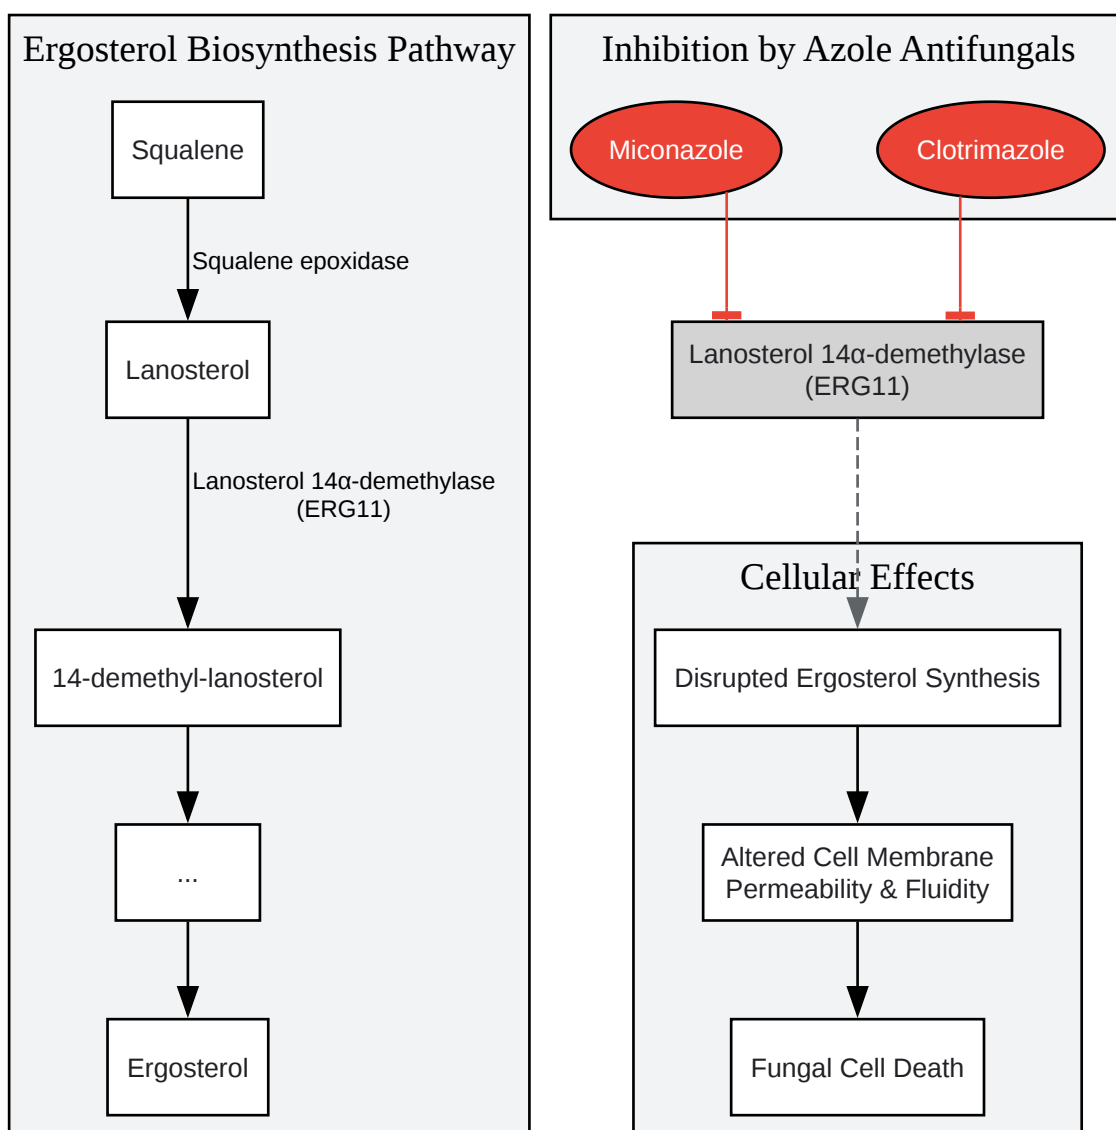 Ergosterol Biosynthesis Pathway
Squalene
Squalene epoxidase
Lanosterol
Lanosterol 14α-demethylase
(ERG11)
14-demethyl-lanosterol
...
Ergosterol
Inhibition by Azole Antifungals
Miconazole
Clotrimazole
Lanosterol 14α-demethylase
(ERG11)
Cellular Effects
Disrupted Ergosterol Synthesis
Altered Cell Membrane
Permeability & Fluidity
Fungal Cell Death